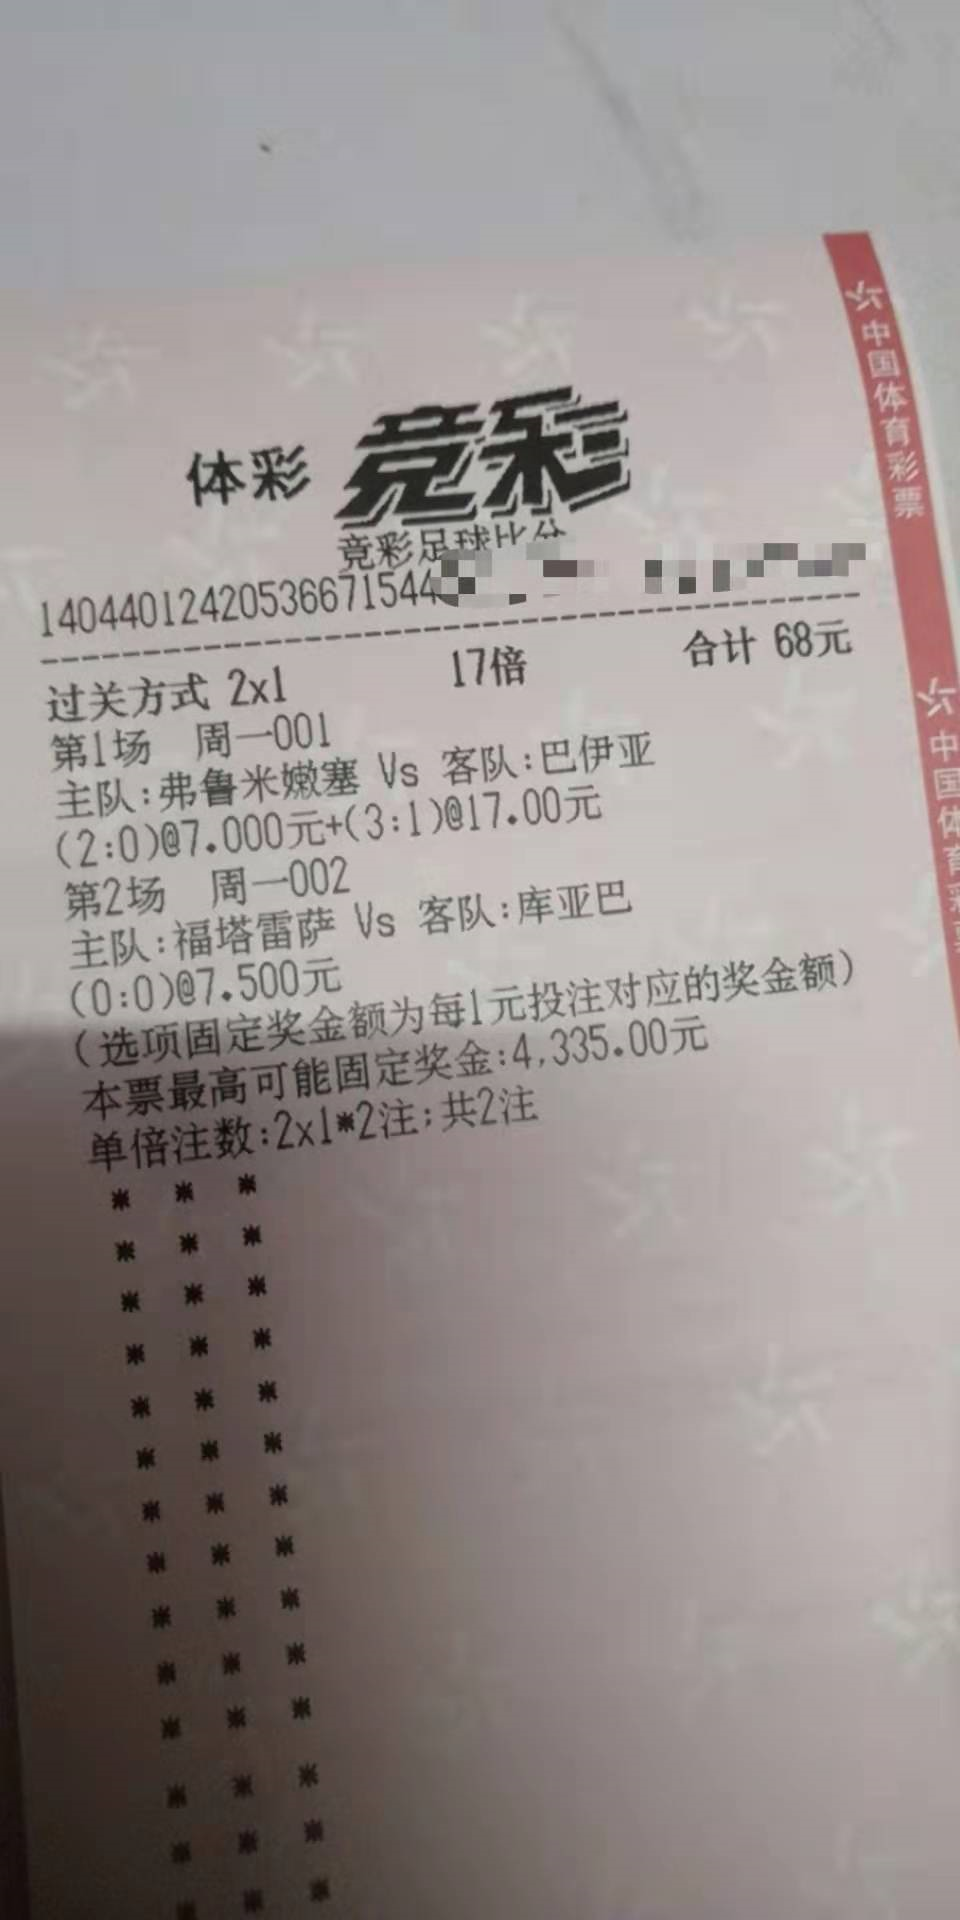 体彩 竞彩
竞彩足球比分
14044012420536671544
过关方式 2x1 17倍 合计 68元
第1场 周一001
主队:弗鲁米嫩塞 Vs 客队:巴伊亚
(2:0)@7.000元+(3:1)@17.00元
第2场 周一002
主队:福塔雷萨 Vs 客队:库亚巴
(0:0)@7.500元
(选项固定奖金额为每1元投注对应的奖金额)
本票最高可能固定奖金:4,335.00元
单倍注数:2x1*2注;共2注
中国体育彩票
中国体育彩票